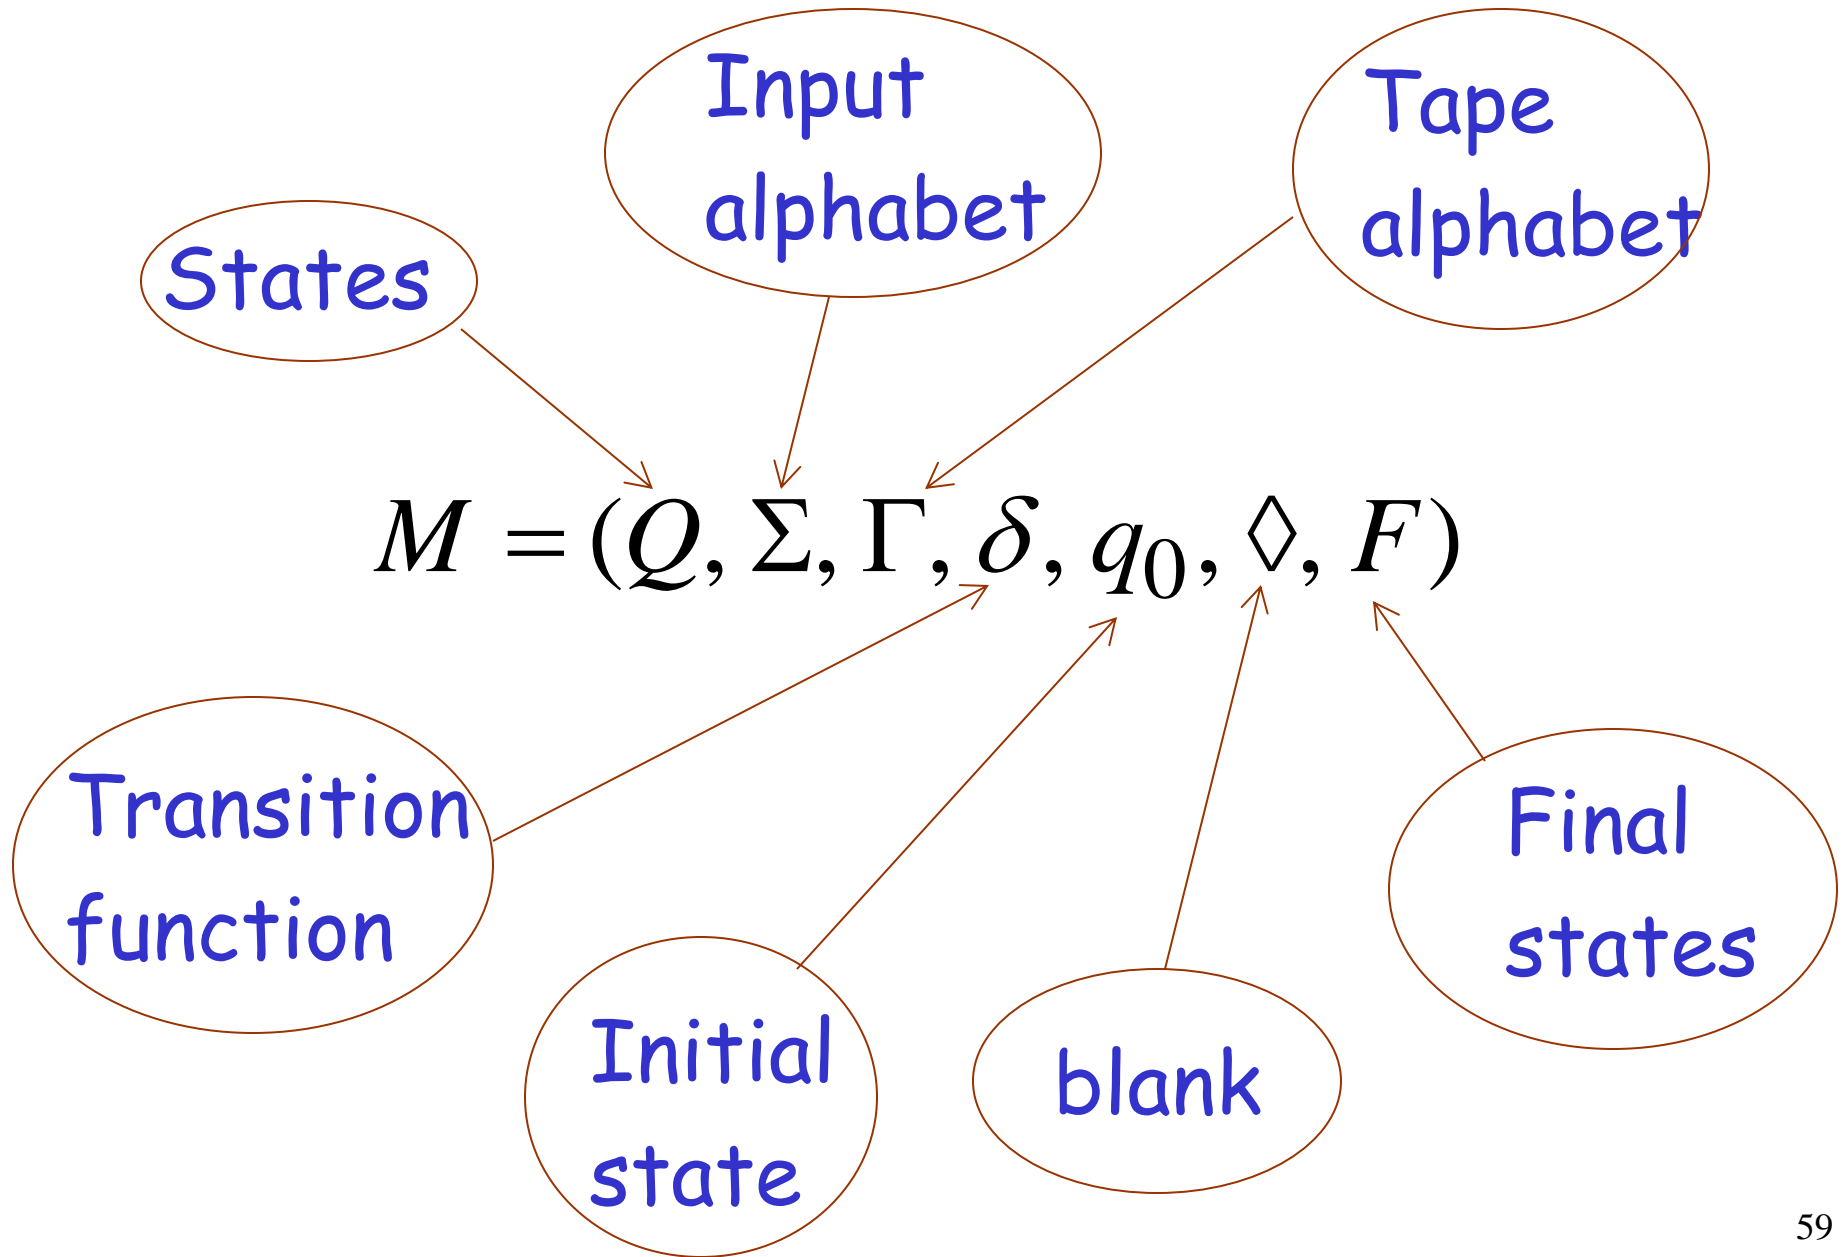 Input
alphabet
Tape
alphabet
States
M = (Q, Σ, Γ, δ, q₀, ◊, F)
Transition
function
Final
states
Initial
state
blank
59